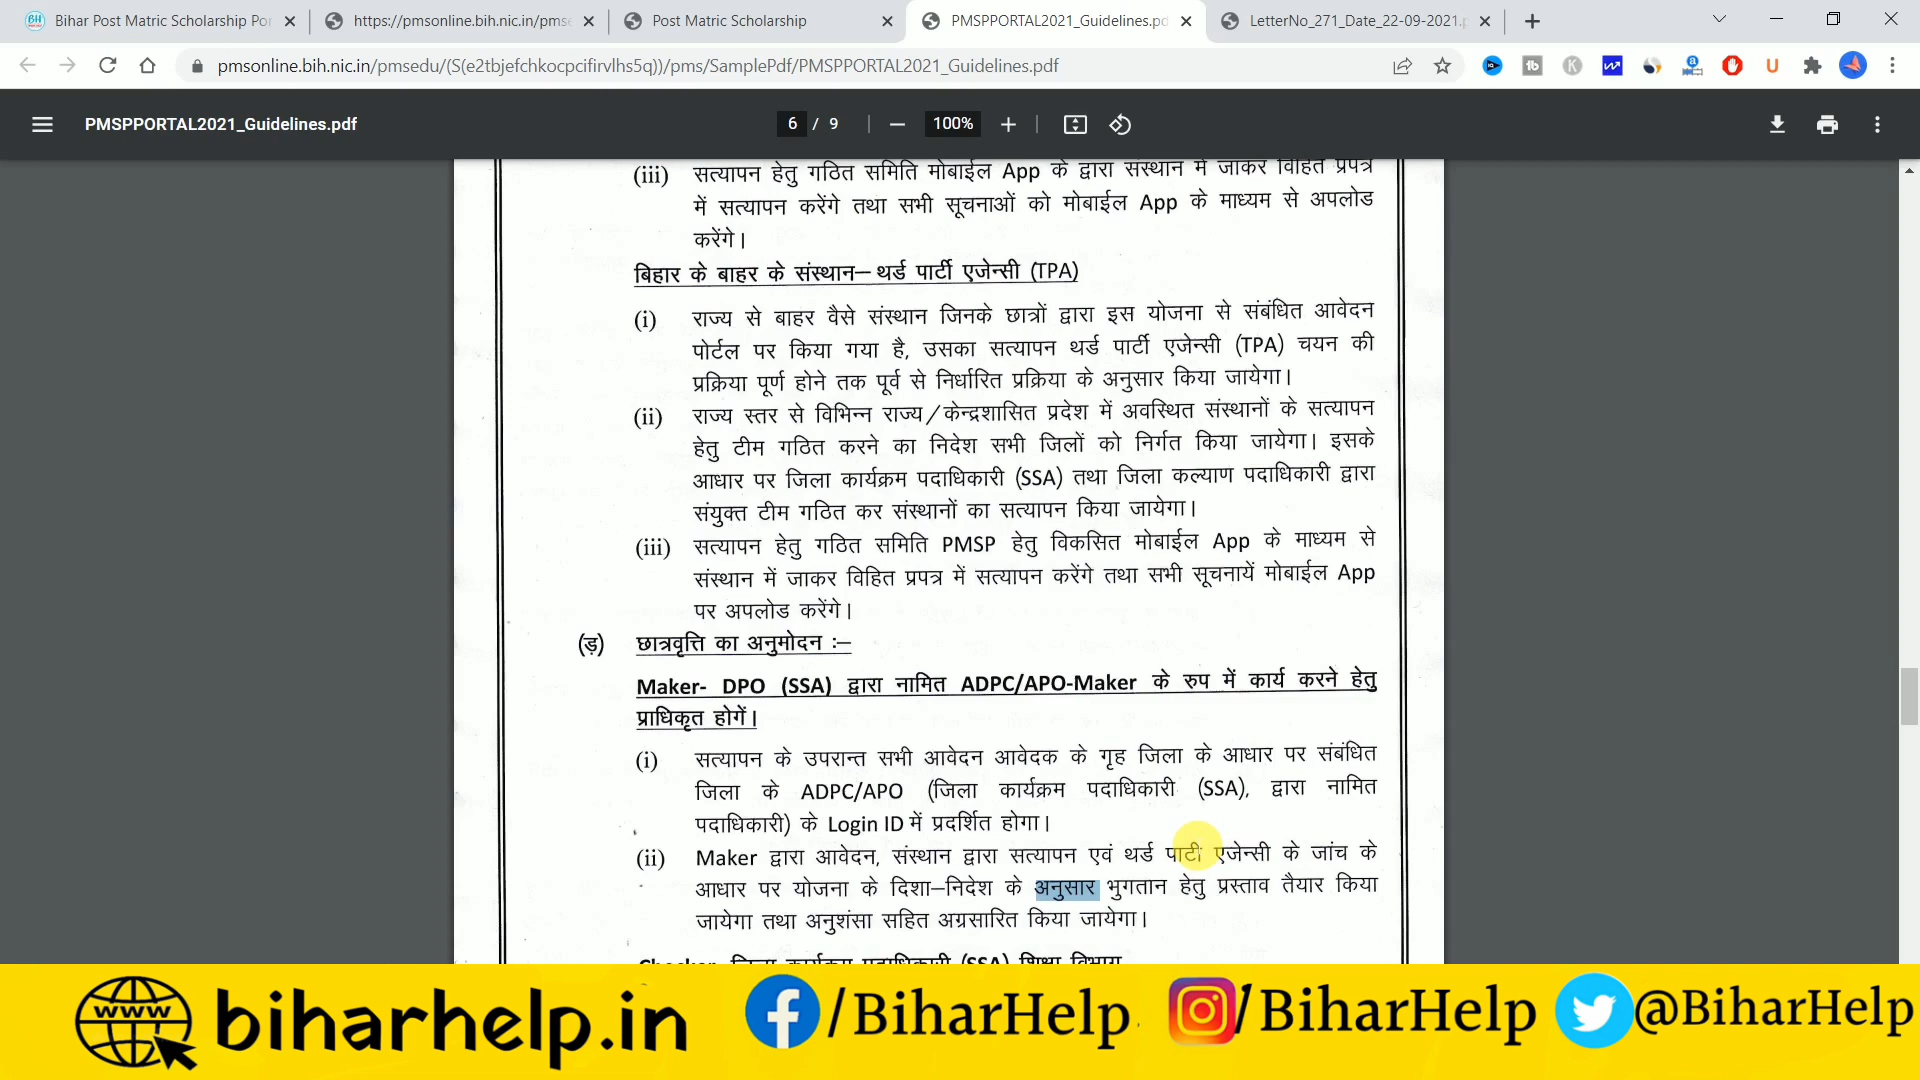 Bihar Post Matric Scholarship Po
https://pmsonline.bih.nic.in/pmse
Post Matric Scholarship
PMSPPORTAL2021_Guidelines.pd
LetterNo_271_Date_22-09-2021.p
pmsonline.bih.nic.in/pmsedu/(S(e2tbjefchkocpcifirvlhs5q))/pms/SamplePdf/PMSPPORTAL2021_Guidelines.pdf
PMSPPORTAL2021_Guidelines.pdf
6 / 9
100%
(iii) सत्यापन हेतु गठित समिति मोबाईल App के द्वारा संस्थान में जाकर विहित प्रपत्र
में सत्यापन करेंगे तथा सभी सूचनाओं को मोबाईल App के माध्यम से अपलोड
करेंगे।
बिहार के बाहर के संस्थान– थर्ड पार्टी एजेन्सी (TPA)
(i) राज्य से बाहर वैसे संस्थान जिनके छात्रों द्वारा इस योजना से संबंधित आवेदन
पोर्टल पर किया गया है, उसका सत्यापन थर्ड पार्टी एजेन्सी (TPA) चयन की
प्रक्रिया पूर्ण होने तक पूर्व से निर्धारित प्रक्रिया के अनुसार किया जायेगा।
(ii) राज्य स्तर से विभिन्न राज्य/केन्द्रशासित प्रदेश में अवस्थित संस्थानों के सत्यापन
हेतु टीम गठित करने का निदेश सभी जिलों को निर्गत किया जायेगा। इसके
आधार पर जिला कार्यक्रम पदाधिकारी (SSA) तथा जिला कल्याण पदाधिकारी द्वारा
संयुक्त टीम गठित कर संस्थानों का सत्यापन किया जायेगा।
(iii) सत्यापन हेतु गठित समिति PMSP हेतु विकसित मोबाईल App के माध्यम से
संस्थान में जाकर विहित प्रपत्र में सत्यापन करेंगे तथा सभी सूचनायें मोबाईल App
पर अपलोड करेंगे।
(ड़) छात्रवृत्ति का अनुमोदन :–
Maker- DPO (SSA) द्वारा नामित ADPC/APO-Maker के रुप में कार्य करने हेतु
प्राधिकृत होगें।
(i) सत्यापन के उपरान्त सभी आवेदन आवेदक के गृह जिला के आधार पर संबंधित
जिला के ADPC/APO (जिला कार्यक्रम पदाधिकारी (SSA), द्वारा नामित
पदाधिकारी) के Login ID में प्रदर्शित होगा।
(ii) Maker द्वारा आवेदन, संस्थान द्वारा सत्यापन एवं थर्ड पार्टी एजेन्सी के जांच के
आधार पर योजना के दिशा–निदेश के अनुसार भुगतान हेतु प्रस्ताव तैयार किया
जायेगा तथा अनुशंसा सहित अग्रसारित किया जायेगा।
Checker- जिला कार्यक्रम पदाधिकारी (SSA) शिक्षा विभाग
www biharhelp.in /BiharHelp /BiharHelp @BiharHelp